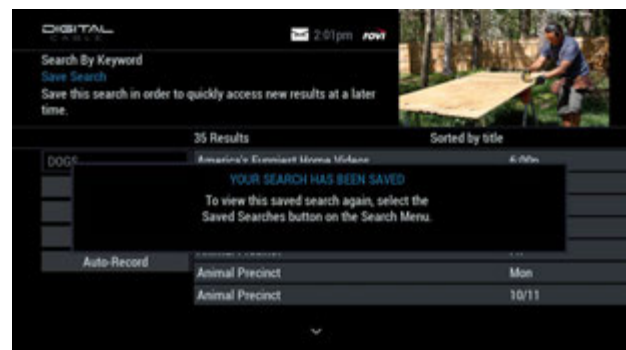 DIGITAL
CABLE
2:01pm rovi
Search By Keyword
Save Search
Save this search in order to quickly access new results at a later
time.
35 Results Sorted by title
DOGS America's Funniest Home Videos 6:00p
YOUR SEARCH HAS BEEN SAVED
To view this saved search again, select the
Saved Searches button on the Search Menu.
Auto-Record
Animal Precinct Mon
Animal Precinct 10/11